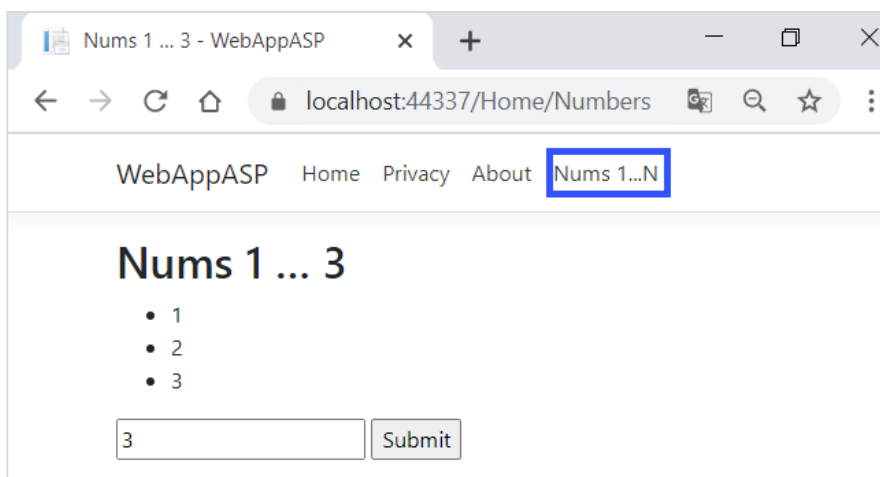 Nums 1 ... 3 - WebAppASP
localhost:44337/Home/Numbers
WebAppASP Home Privacy About Nums 1...N
Nums 1 ... 3
• 1
• 2
• 3
3 Submit